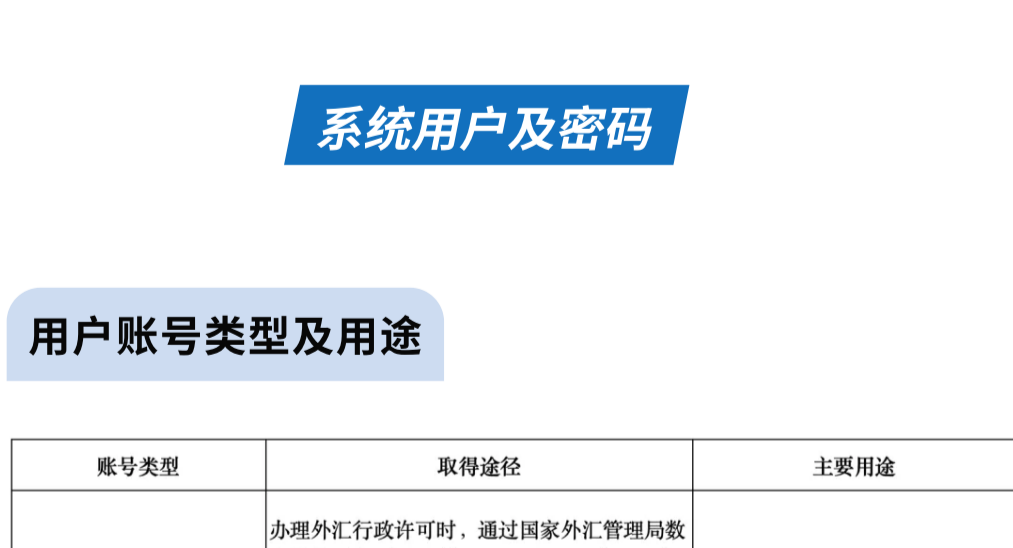 系统用户及密码
用户账号类型及用途
账号类型 取得途径 主要用途
办理外汇行政许可时，通过国家外汇管理局数